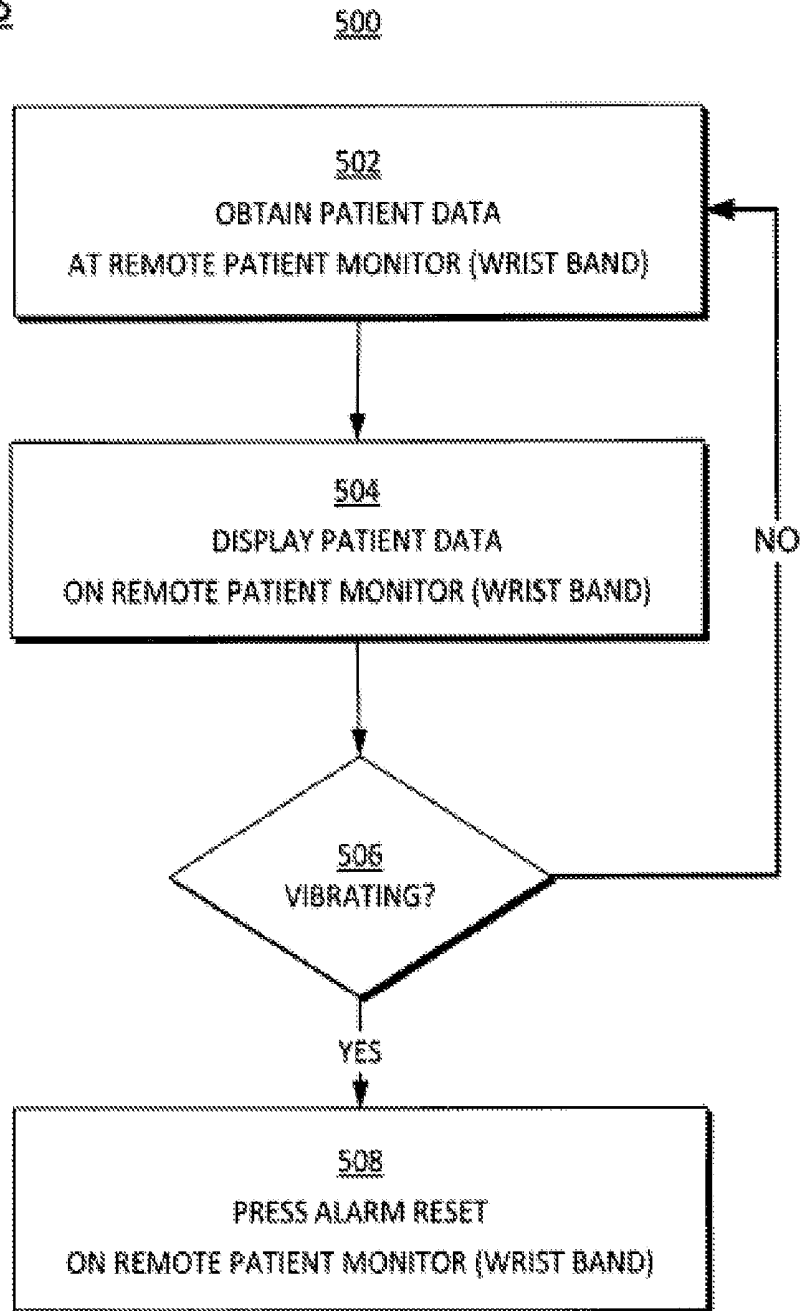 500
502
OBTAIN PATIENT DATA
AT REMOTE PATIENT MONITOR (WRIST BAND)
504
DISPLAY PATIENT DATA
ON REMOTE PATIENT MONITOR (WRIST BAND)
NO
506
VIBRATING?
YES
508
PRESS ALARM RESET
ON REMOTE PATIENT MONITOR (WRIST BAND)